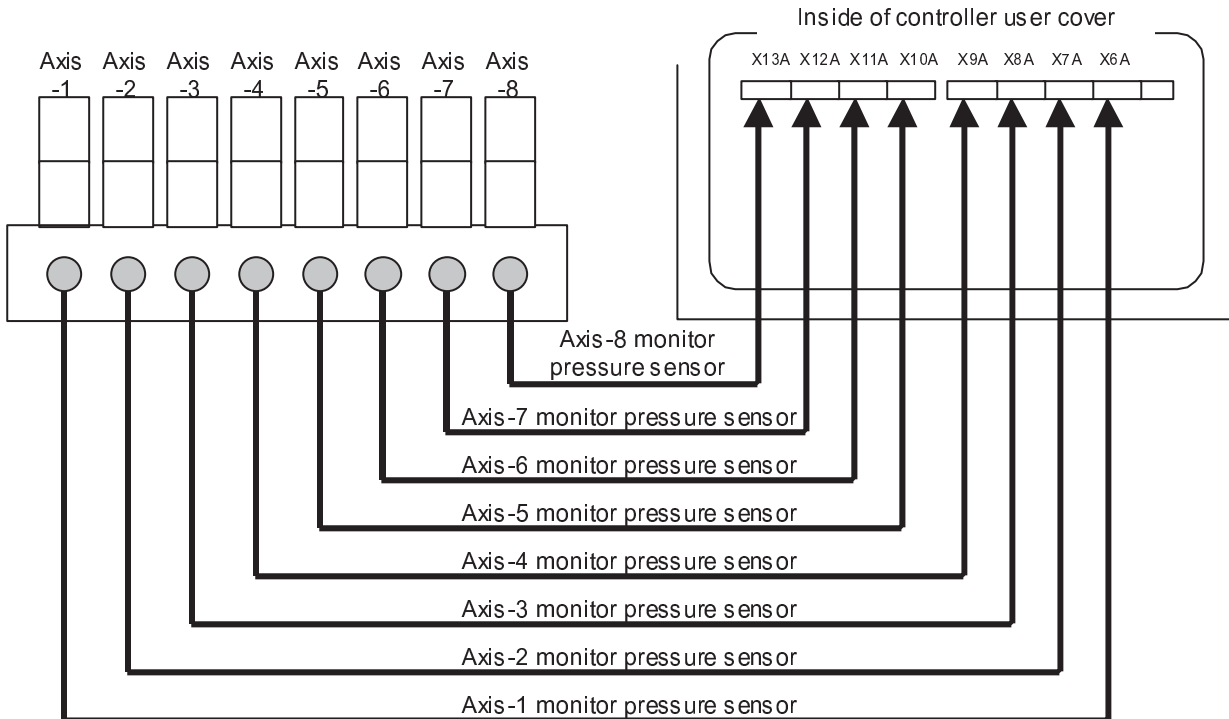 Inside of controller user cover
Axis Axis Axis Axis Axis Axis Axis Axis
-1 -2 -3 -4 -5 -6 -7 -8
X13A X12A X11A X10A X9A X8A X7A X6A
Axis-8 monitor
pressure sensor
Axis-7 monitor pressure sensor
Axis-6 monitor pressure sensor
Axis-5 monitor pressure sensor
Axis-4 monitor pressure sensor
Axis-3 monitor pressure sensor
Axis-2 monitor pressure sensor
Axis-1 monitor pressure sensor